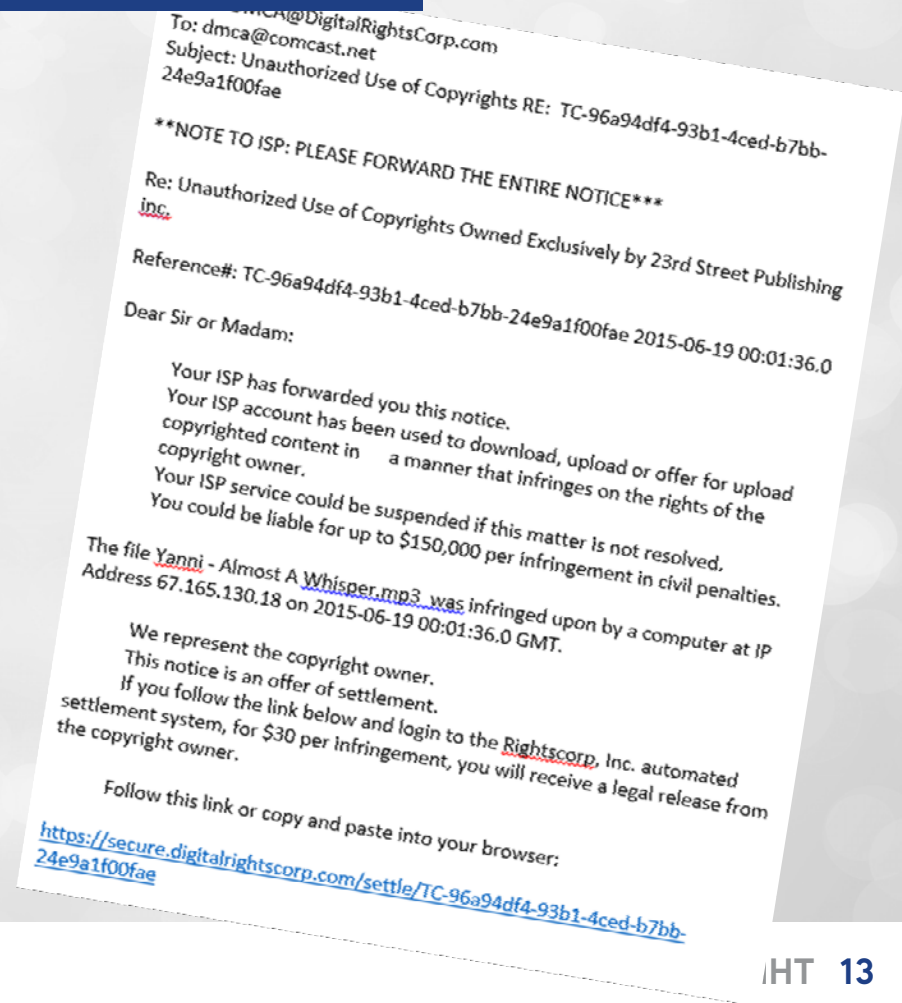 DMCA@DigitalRightsCorp.com
To: dmca@comcast.net
Subject: Unauthorized Use of Copyrights RE: TC-96a94df4-93b1-4ced-b7bb-
24e9a1f00fae
**NOTE TO ISP: PLEASE FORWARD THE ENTIRE NOTICE***
Re: Unauthorized Use of Copyrights Owned Exclusively by 23rd Street Publishing
inc.
Reference#: TC-96a94df4-93b1-4ced-b7bb-24e9a1f00fae 2015-06-19 00:01:36.0
Dear Sir or Madam:
Your ISP has forwarded you this notice.
Your ISP account has been used to download, upload or offer for upload
copyrighted content in a manner that infringes on the rights of the
copyright owner.
Your ISP service could be suspended if this matter is not resolved.
You could be liable for up to $150,000 per infringement in civil penalties.
The file Yanni - Almost A Whisper.mp3 was infringed upon by a computer at IP
Address 67.165.130.18 on 2015-06-19 00:01:36.0 GMT.
We represent the copyright owner.
This notice is an offer of settlement.
If you follow the link below and login to the Rightscorp, Inc. automated
settlement system, for $30 per infringement, you will receive a legal release from
the copyright owner.
Follow this link or copy and paste into your browser:
https://secure.digitalrightscorp.com/settle/TC-96a94df4-93b1-4ced-b7bb-
24e9a1f00fae
HT 13